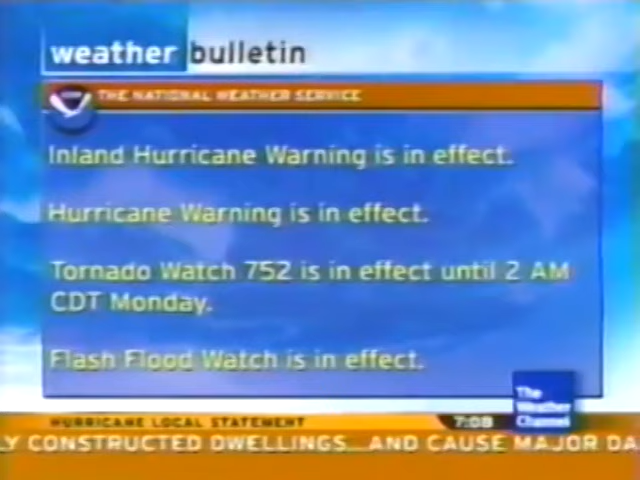 weather bulletin
THE NATIONAL WEATHER SERVICE
Inland Hurricane Warning is in effect.
Hurricane Warning is in effect.
Tornado Watch 752 is in effect until 2 AM
CDT Monday.
Flash Flood Watch is in effect.
The
Weather
Channel
HURRICANE LOCAL STATEMENT 7:08
LY CONSTRUCTED DWELLINGS...AND CAUSE MAJOR DA